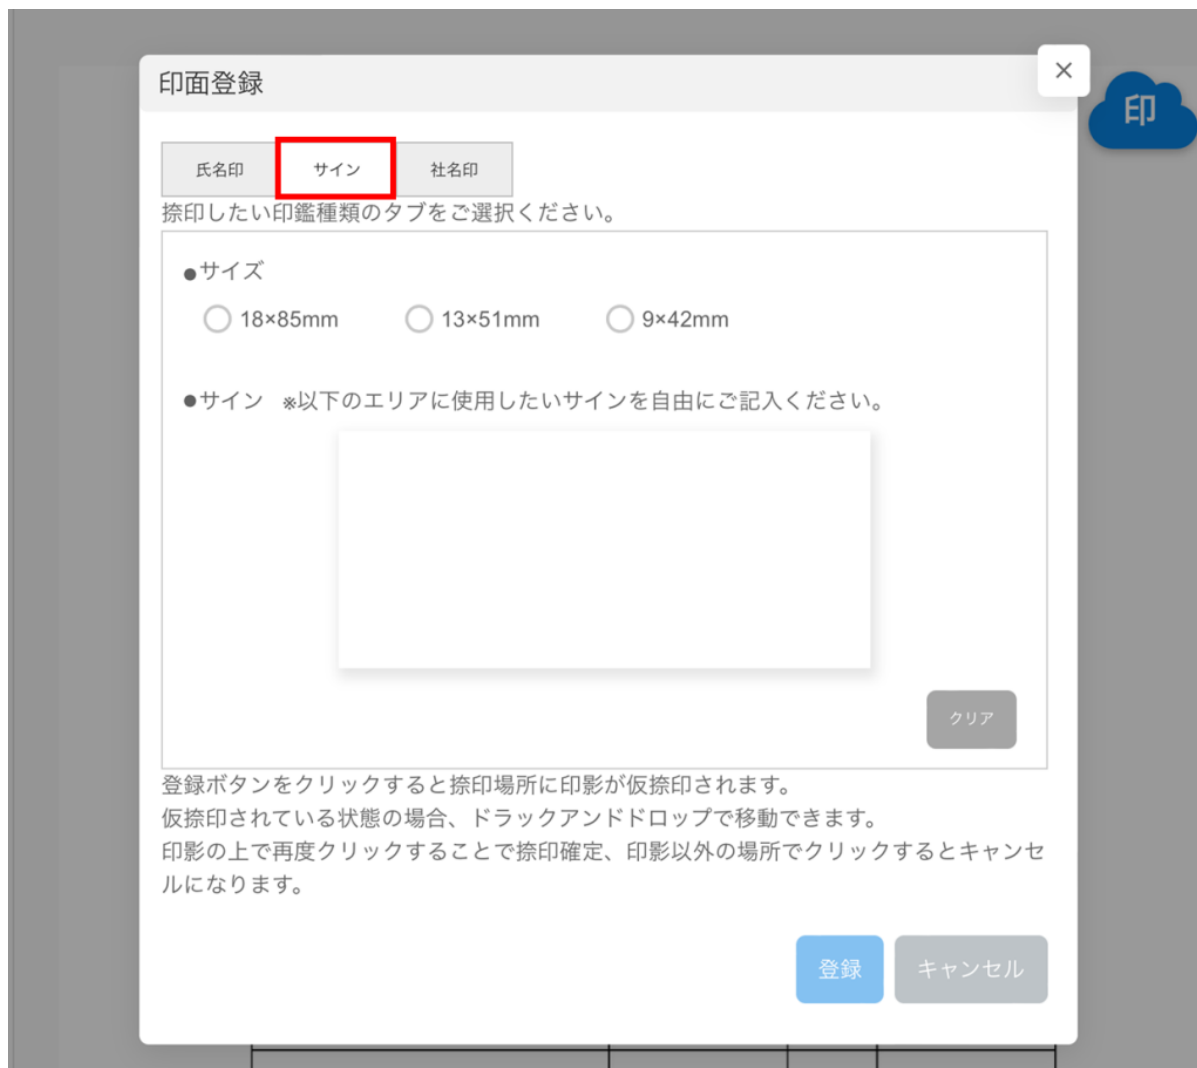 印面登録
×
印
氏名印 サイン 社名印
捺印したい印鑑種類のタブをご選択ください。
●サイズ
18×85mm 13×51mm 9×42mm
●サイン ※以下のエリアに使用したいサインを自由にご記入ください。
クリア
登録ボタンをクリックすると捺印場所に印影が仮捺印されます。
仮捺印されている状態の場合、ドラックアンドドロップで移動できます。
印影の上で再度クリックすることで捺印確定、印影以外の場所でクリックするとキャンセ
ルになります。
登録 キャンセル